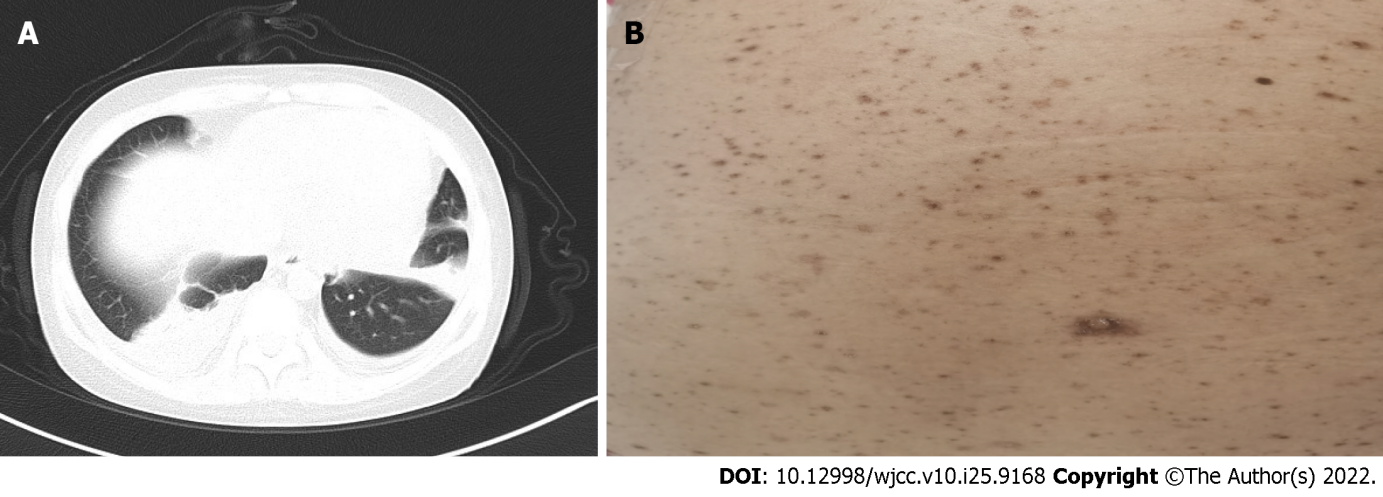 A
B
DOI: 10.12998/wjcc.v10.i25.9168 Copyright ©The Author(s) 2022.